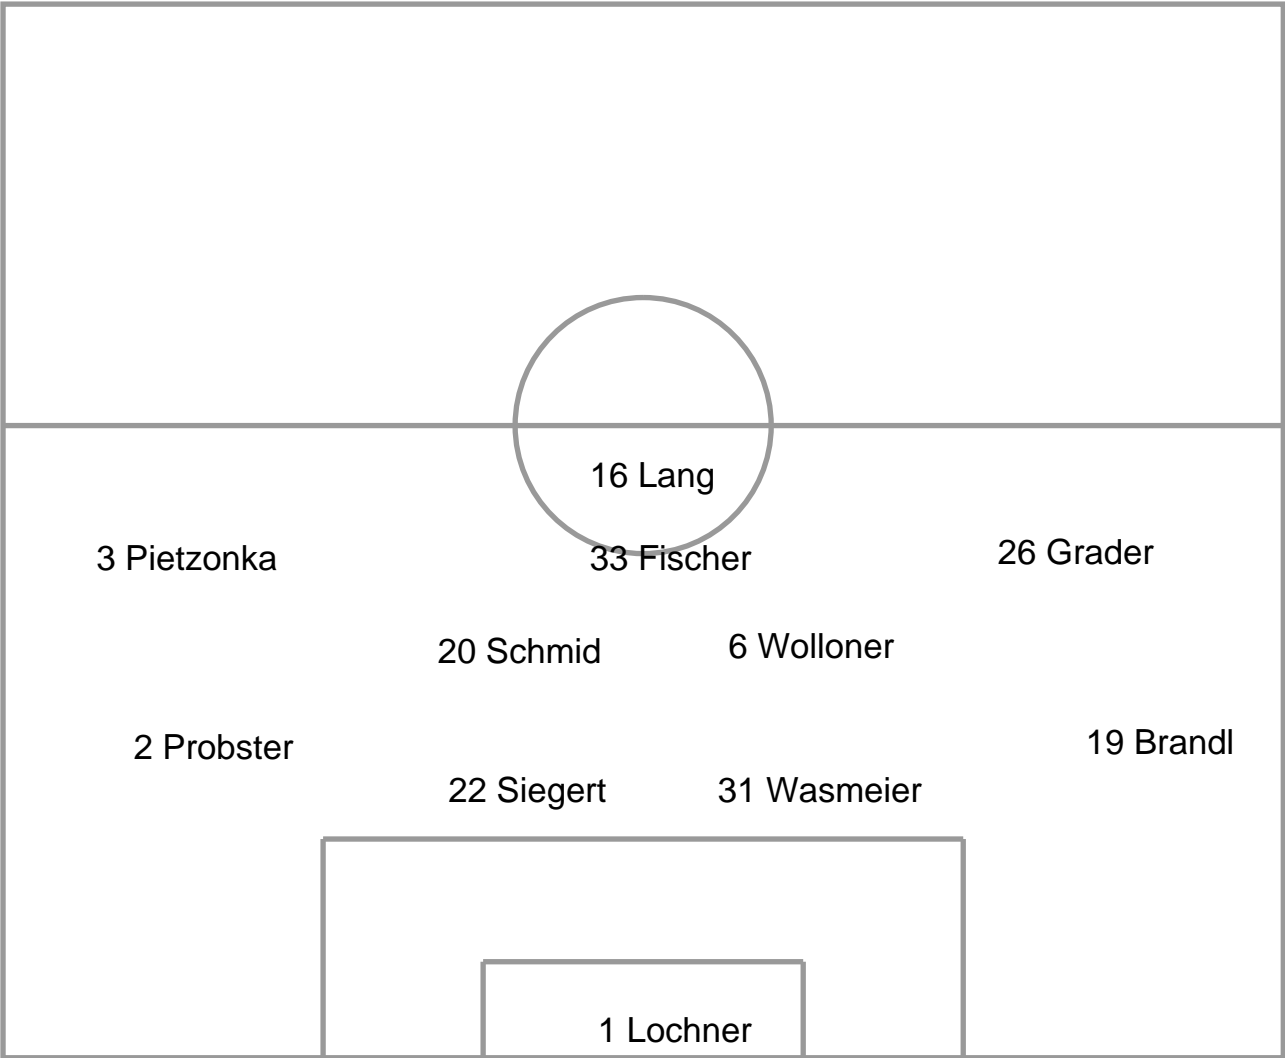 16 Lang
3 Pietzonka
33 Fischer
26 Grader
20 Schmid
6 Wolloner
2 Probster
19 Brandl
22 Siegert
31 Wasmeier
1 Lochner